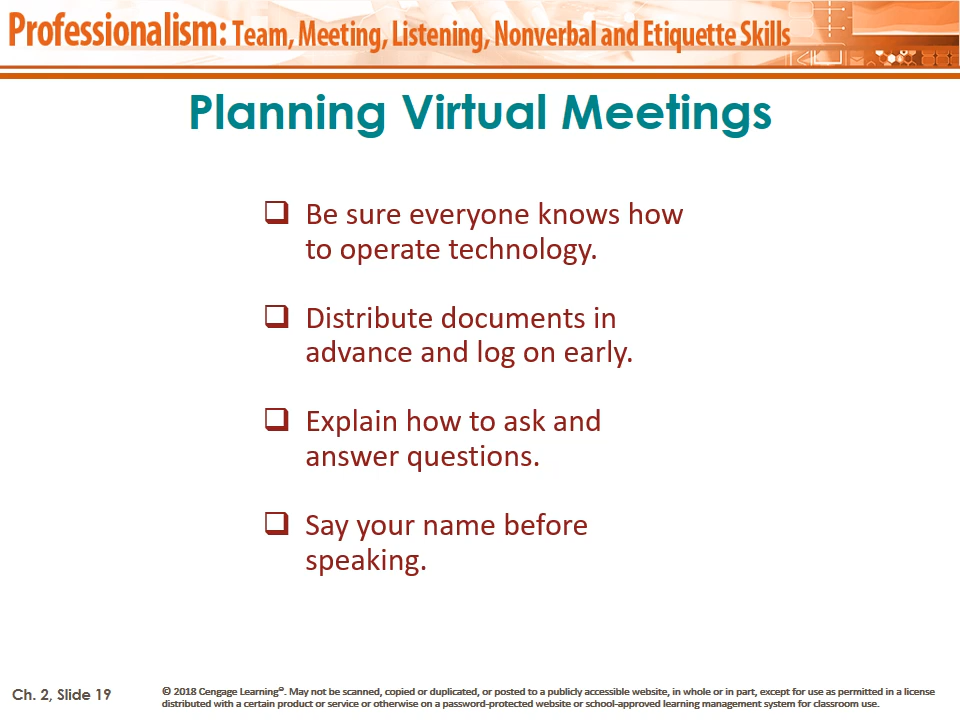 Professionalism: Team, Meeting, Listening, Nonverbal and Etiquette Skills
Planning Virtual Meetings
❑ Be sure everyone knows how
to operate technology.
❑ Distribute documents in
advance and log on early.
❑ Explain how to ask and
answer questions.
❑ Say your name before
speaking.
Ch. 2, Slide 19
© 2018 Cengage Learning®. May not be scanned, copied or duplicated, or posted to a publicly accessible website, in whole or in part, except for use as permitted in a license
distributed with a certain product or service or otherwise on a password-protected website or school-approved learning management system for classroom use.